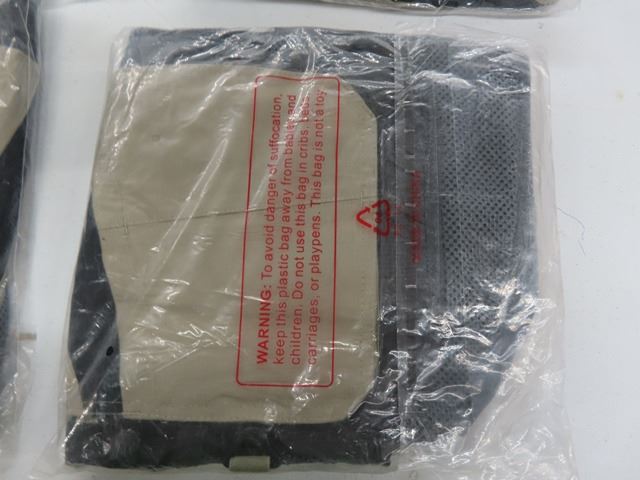 WARNING: To avoid danger of suffocation,
keep this plastic bag away from babies and
children. Do not use this bag in cribs, beds,
carriages, or playpens. This bag is not a toy